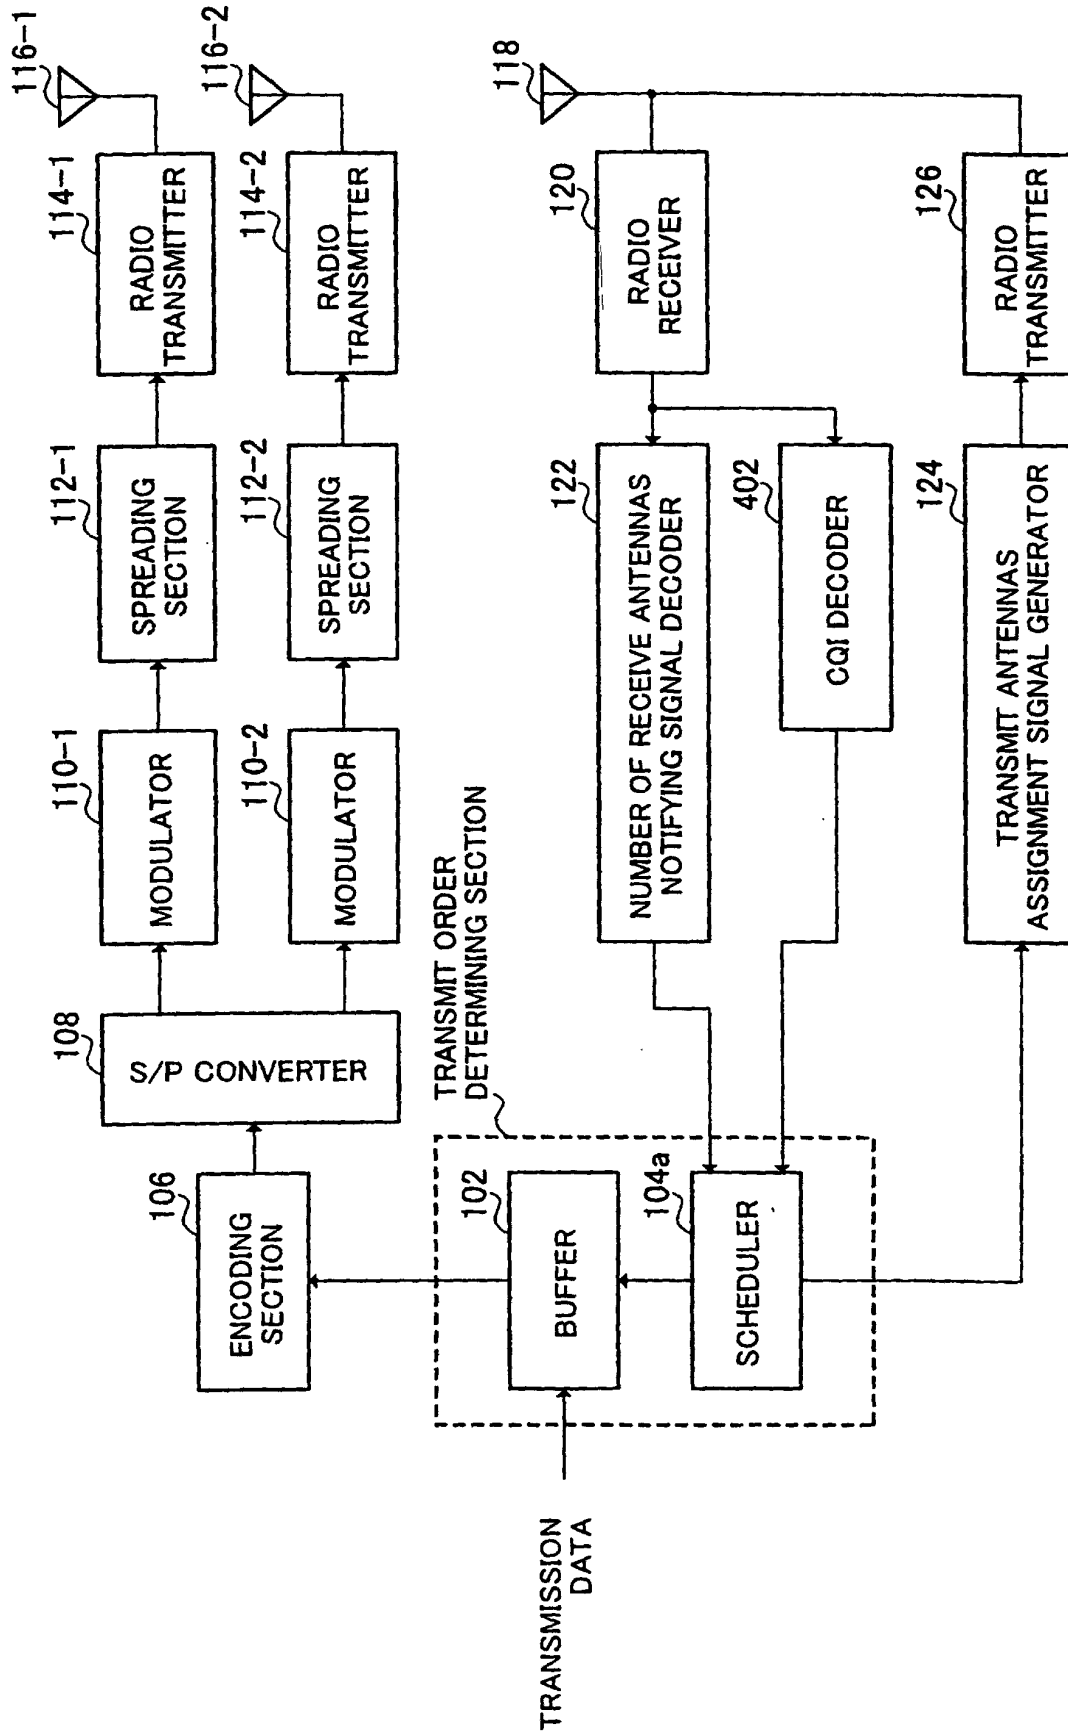 116-1
116-2
118
114-1
RADIO
TRANSMITTER
114-2
RADIO
TRANSMITTER
120
RADIO
RECEIVER
126
RADIO
TRANSMITTER
112-1
SPREADING
SECTION
112-2
SPREADING
SECTION
122
NUMBER OF RECEIVE ANTENNAS
NOTIFYING SIGNAL DECODER
402
CQI DECODER
124
TRANSMIT ANTENNAS
ASSIGNMENT SIGNAL GENERATOR
110-1
MODULATOR
110-2
MODULATOR
108
S/P CONVERTER
TRANSMIT ORDER
DETERMINING SECTION
106
ENCODING
SECTION
102
BUFFER
104a
SCHEDULER
TRANSMISSION
DATA